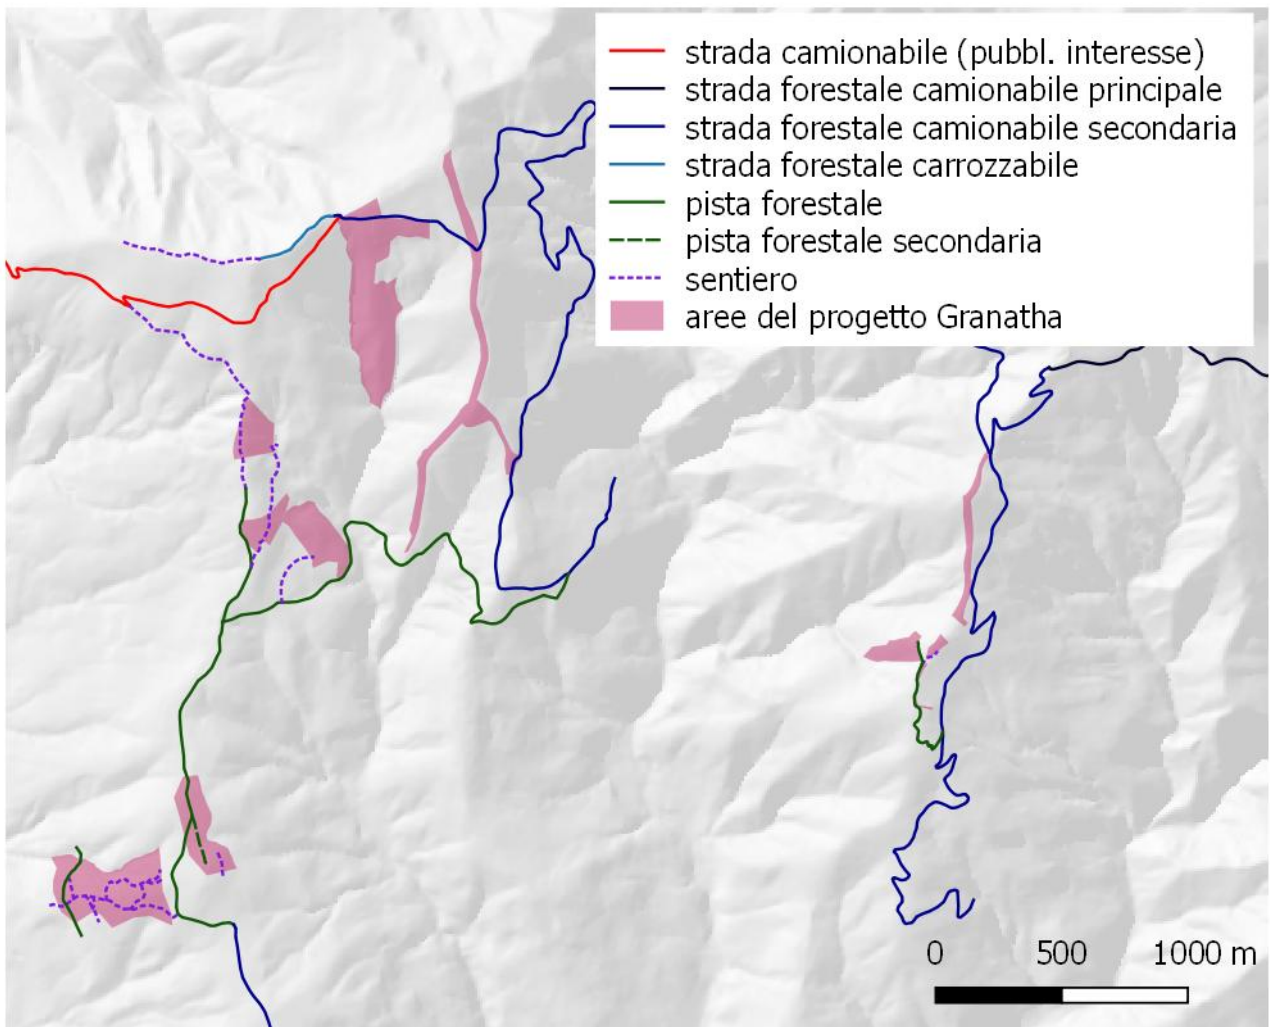 strada camionabile (pubbl. interesse)
strada forestale camionabile principale
strada forestale camionabile secondaria
strada forestale carrozzabile
pista forestale
pista forestale secondaria
sentiero
aree del progetto Granatha
0 500 1000 m